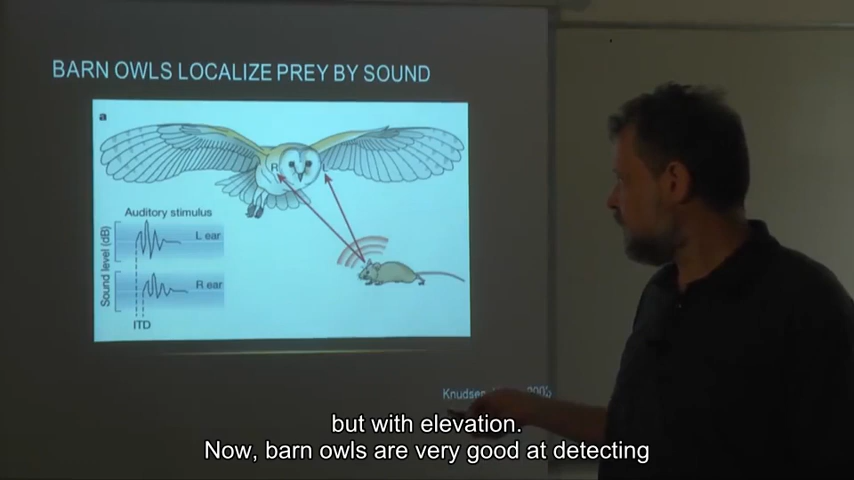 BARN OWLS LOCALIZE PREY BY SOUND
a
R
L
Auditory stimulus
Sound level (dB)
L ear
R ear
ITD
but with elevation.
Now, barn owls are very good at detecting